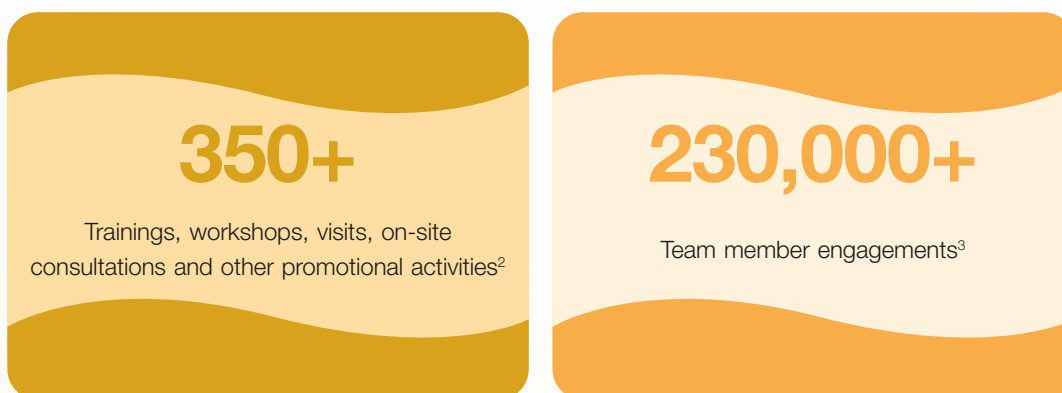 350+
Trainings, workshops, visits, on-site
consultations and other promotional activities²
230,000+
Team member engagements³